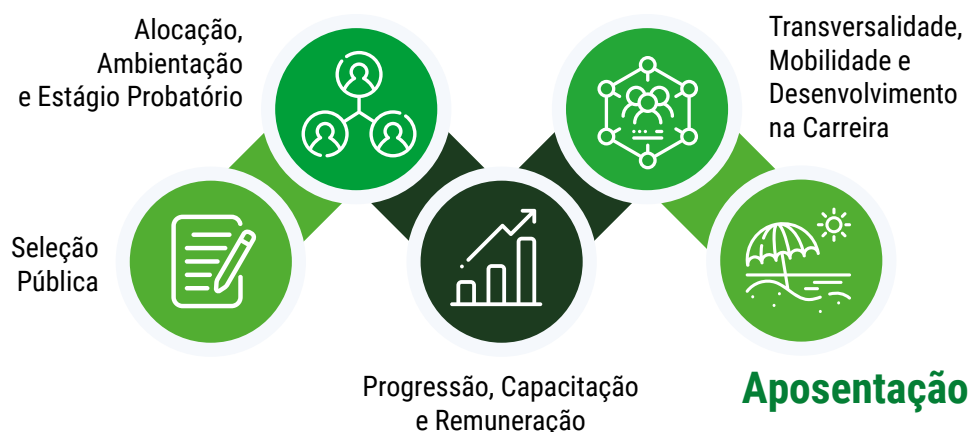 Seleção
Pública
Alocação,
Ambientação
e Estágio Probatório
Progressão, Capacitação
e Remuneração
Transversalidade,
Mobilidade e
Desenvolvimento
na Carreira
Aposentação